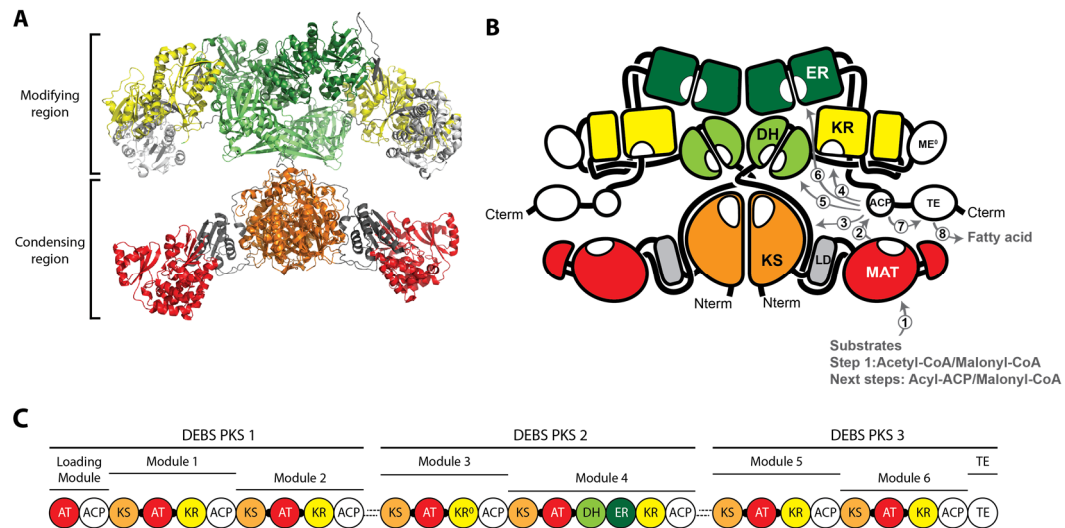 A
Modifying
region
Condensing
region
B
ER
DH
KR
ME⁰
6
4
5
ACP
TE
Cterm
Cterm
3
2
7
8
Fatty acid
KS
LD
MAT
Nterm
Nterm
1
Substrates
Step 1:Acetyl-CoA/Malonyl-CoA
Next steps: Acyl-ACP/Malonyl-CoA
C
DEBS PKS 1
DEBS PKS 2
DEBS PKS 3
Loading
Module
Module 1
Module 2
Module 3
Module 4
Module 5
Module 6
TE
AT ACP KS AT KR ACP KS AT KR ACP KS AT KR⁰ ACP KS AT DH ER KR ACP KS AT KR ACP KS AT KR ACP TE